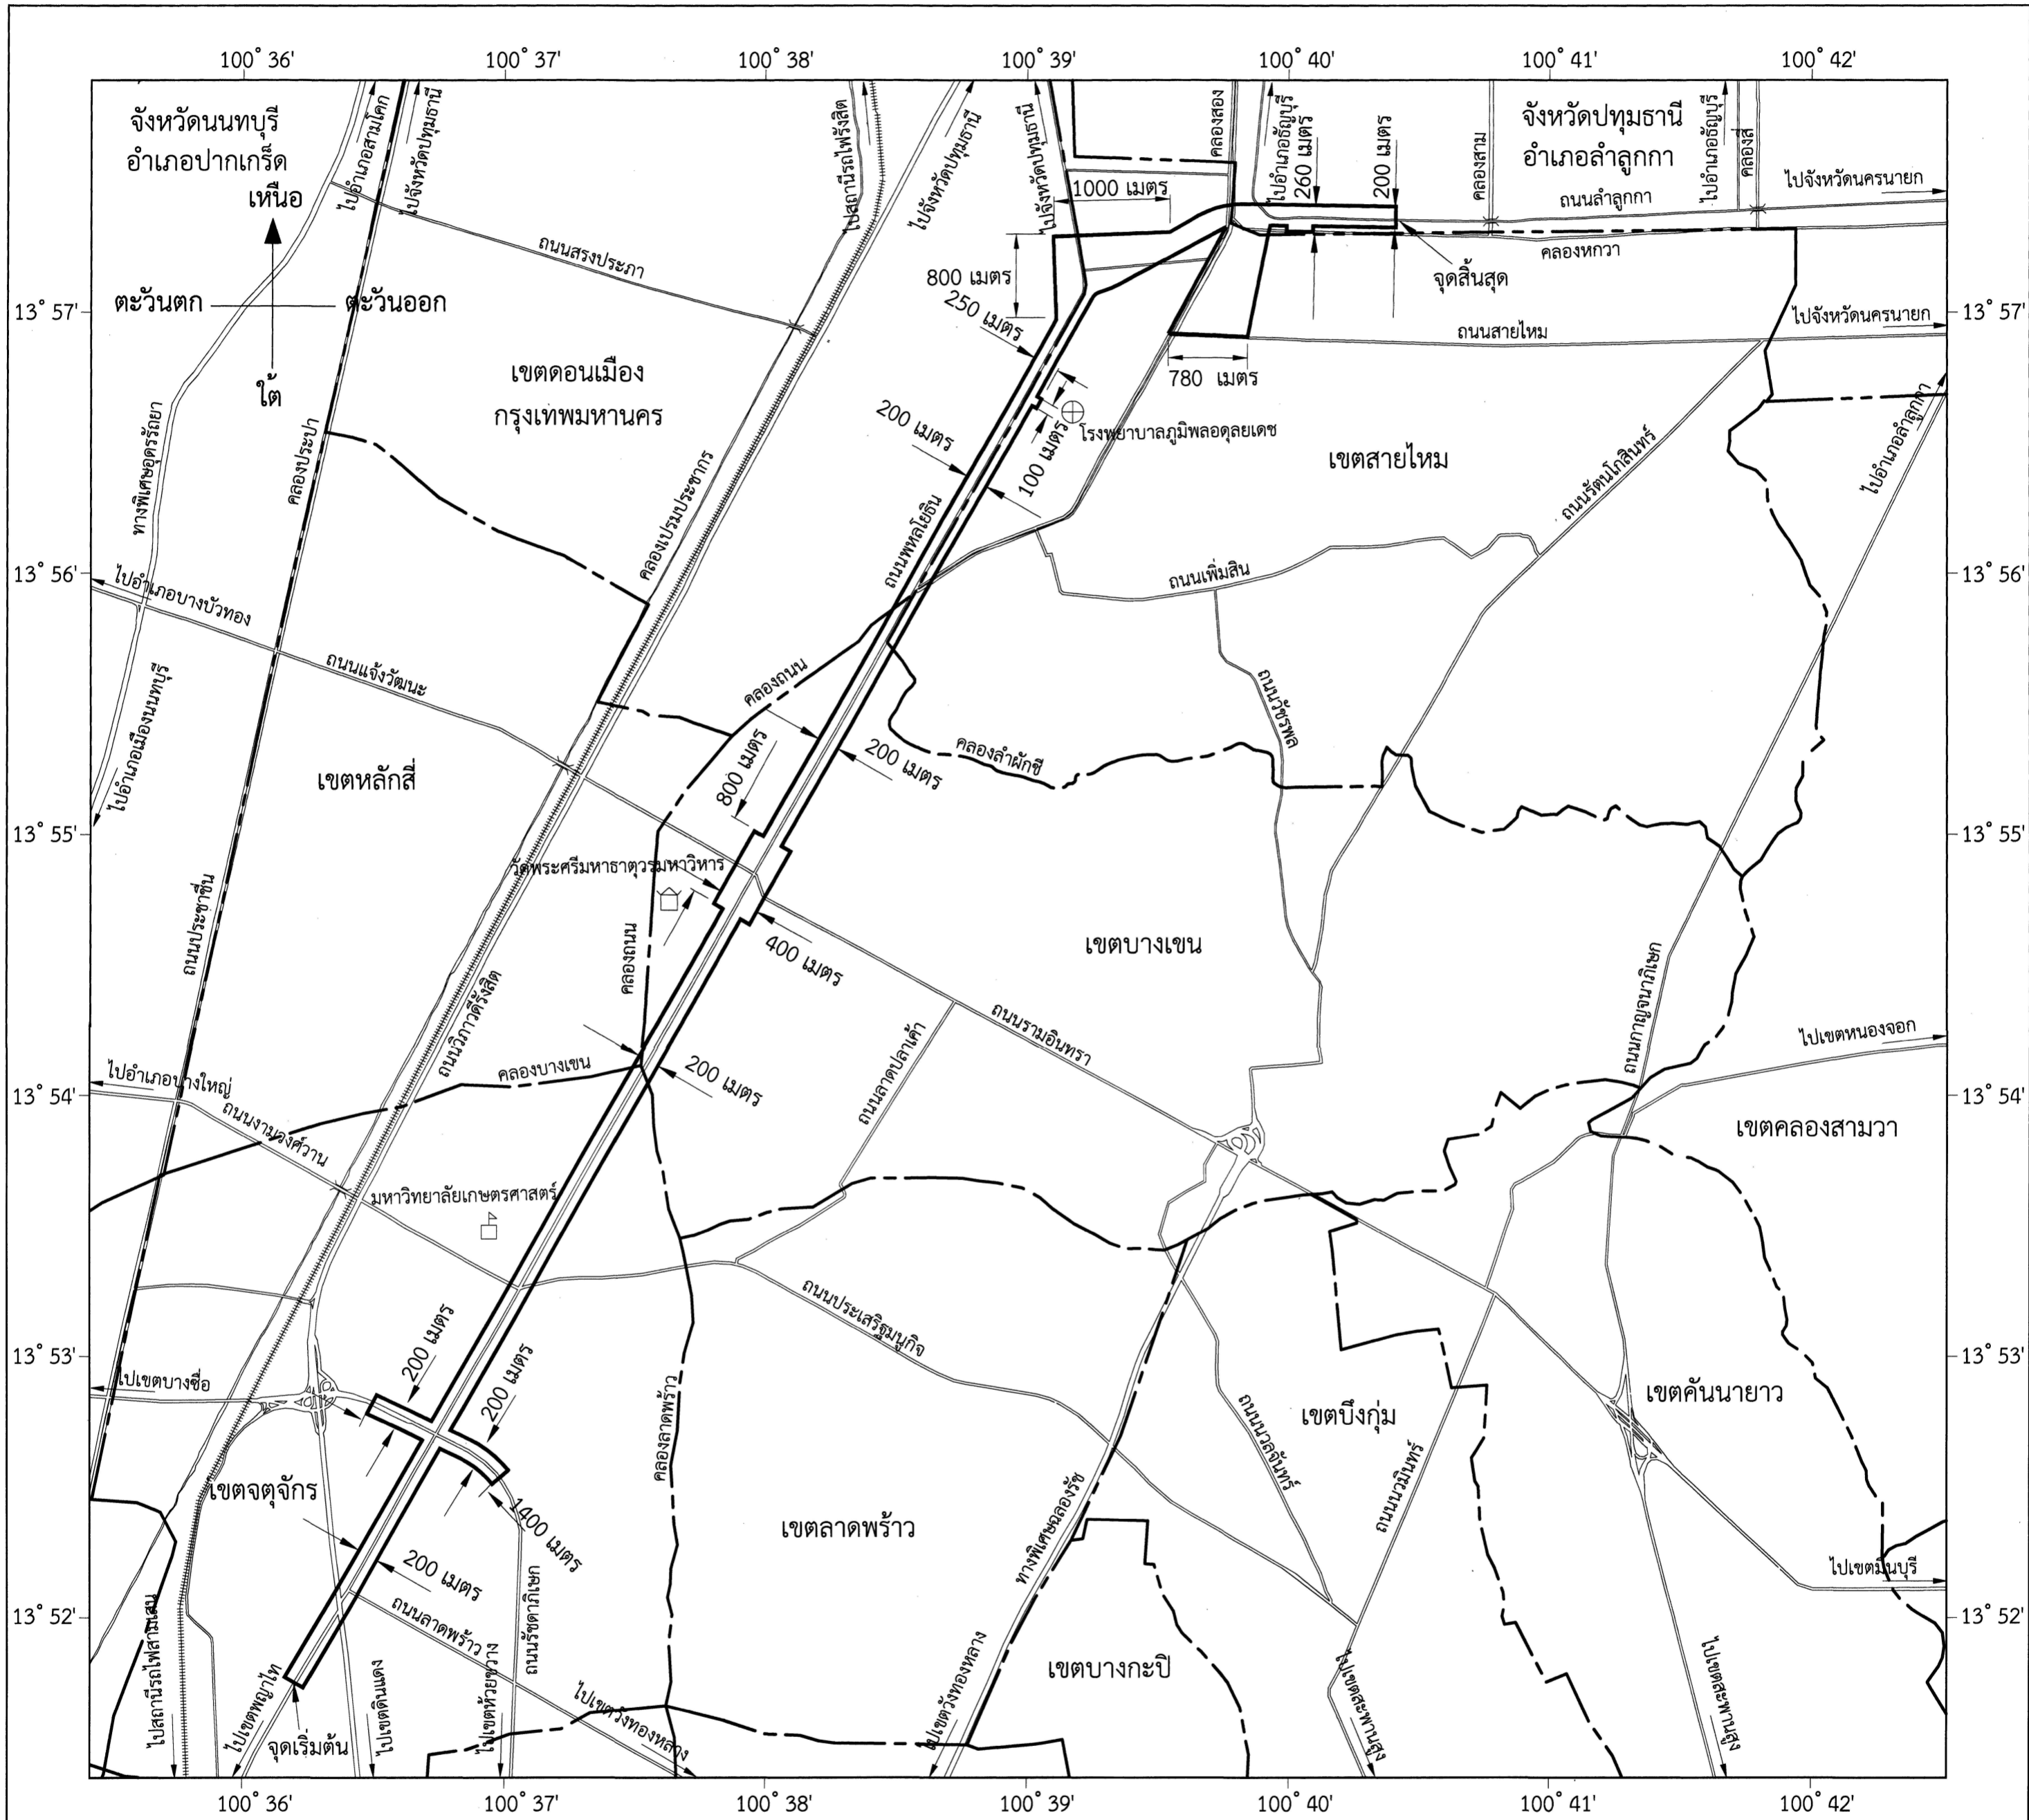 100° 36'
100° 37'
100° 38'
100° 39'
100° 40'
100° 41'
100° 42'
จังหวัดนนทบุรี
อำเภอปากเกร็ด
เหนือ
ตะวันตก
ตะวันออก
ใต้
ไปอำเภอสามโคก
ไปจังหวัดปทุมธานี
ไปสถานีรถไฟรังสิต
ไปจังหวัดปทุมธานี
ไปจังหวัดปทุมธานี
คลองสอง
ไปอำเภอธัญบุรี
260 เมตร
200 เมตร
คลองสาม
จังหวัดปทุมธานี
อำเภอลำลูกกา
ไปอำเภอธัญบุรี
คลองสี่
ไปจังหวัดนครนายก
ถนนลำลูกกา
1000 เมตร
ถนนสรงประภา
คลองหกวา
จุดสิ้นสุด
800 เมตร
250 เมตร
13° 57'
13° 57'
ไปจังหวัดนครนายก
ถนนสายไหม
780 เมตร
เขตดอนเมือง
กรุงเทพมหานคร
200 เมตร
โรงพยาบาลภูมิพลอดุลยเดช
100 เมตร
เขตสายไหม
ไปอำเภอลำลูกกา
ถนนรัตนโกสินทร์
ทางพิเศษอุดรรัถยา
คลองประปา
คลองเปรมประชากร
ถนนพหลโยธิน
13° 56'
13° 56'
ไปอำเภอบางบัวทอง
ถนนเพิ่มสิน
ถนนแจ้งวัฒนะ
คลองถนน
ถนนวัชรพล
ไปอำเภอเมืองนนทบุรี
เขตหลักสี่
800 เมตร
200 เมตร
คลองลำผักชี
13° 55'
13° 55'
วัดพระศรีมหาธาตุวรมหาวิหาร
ถนนประชาชื่น
คลองถนน
400 เมตร
เขตบางเขน
ถนนวิภาวดีรังสิต
ถนนกาญจนาภิเษก
ถนนรามอินทรา
ไปเขตหนองจอก
คลองบางเขน
200 เมตร
ถนนลาดปลาเค้า
ไปอำเภอบางใหญ่
13° 54'
13° 54'
ถนนงามวงศ์วาน
เขตคลองสามวา
มหาวิทยาลัยเกษตรศาสตร์
ถนนประเสริฐมนูกิจ
200 เมตร
200 เมตร
13° 53'
13° 53'
ไปเขตบางซื่อ
คลองลาดพร้าว
ถนนนวลจันทร์
เขตบึงกุ่ม
เขตคันนายาว
เขตจตุจักร
1400 เมตร
เขตลาดพร้าว
ทางพิเศษฉลองรัช
ถนนนวมินทร์
200 เมตร
ไปเขตมีนบุรี
13° 52'
13° 52'
ถนนลาดพร้าว
ถนนรัชดาภิเษก
ไปสถานีรถไฟสามเสน
ไปเขตพญาไท
จุดเริ่มต้น
ไปเขตดินแดง
ไปเขตห้วยขวาง
ไปเขตวังทองหลาง
ไปเขตวังทองหลาง
เขตบางกะปิ
ไปเขตสะพานสูง
ไปเขตสะพานสูง
100° 36'
100° 37'
100° 38'
100° 39'
100° 40'
100° 41'
100° 42'